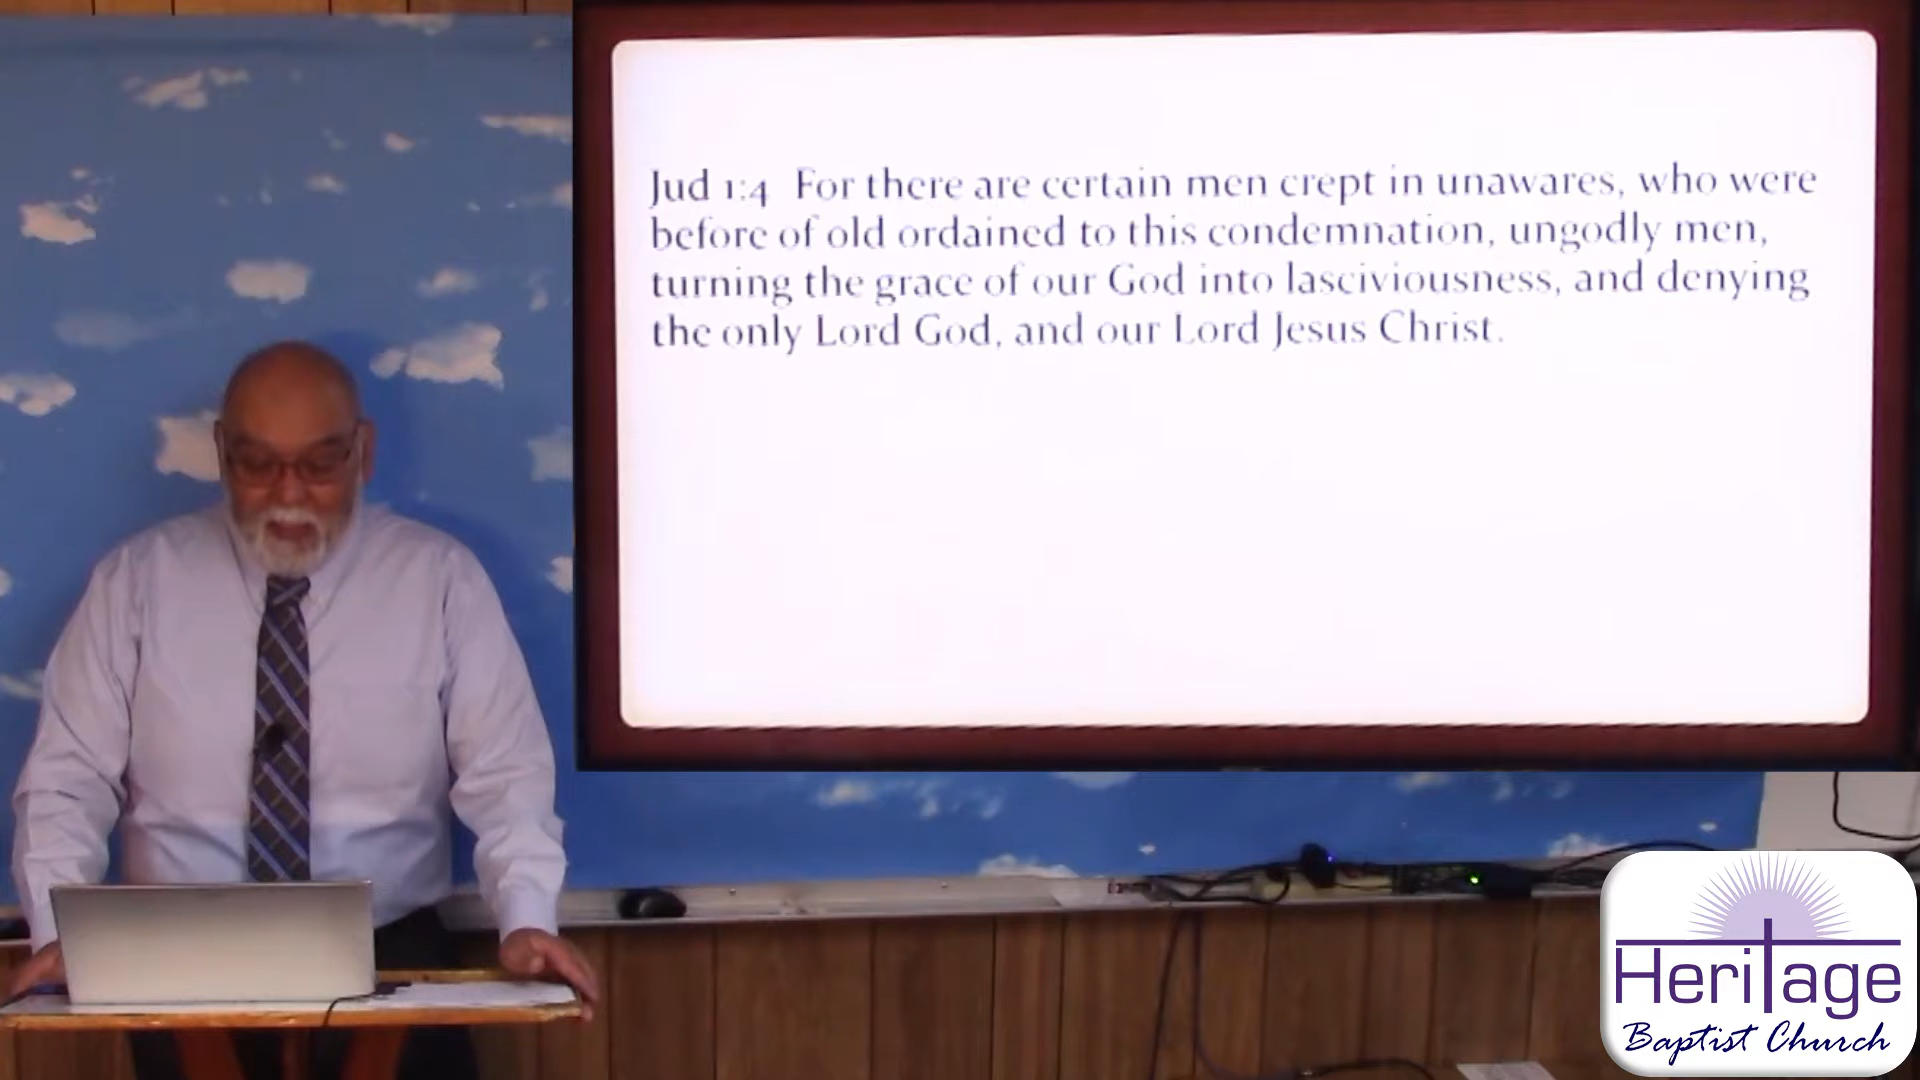 Jud 1:4 For there are certain men crept in unawares, who were
before of old ordained to this condemnation, ungodly men,
turning the grace of our God into lasciviousness, and denying
the only Lord God, and our Lord Jesus Christ.
Heritage
Baptist Church